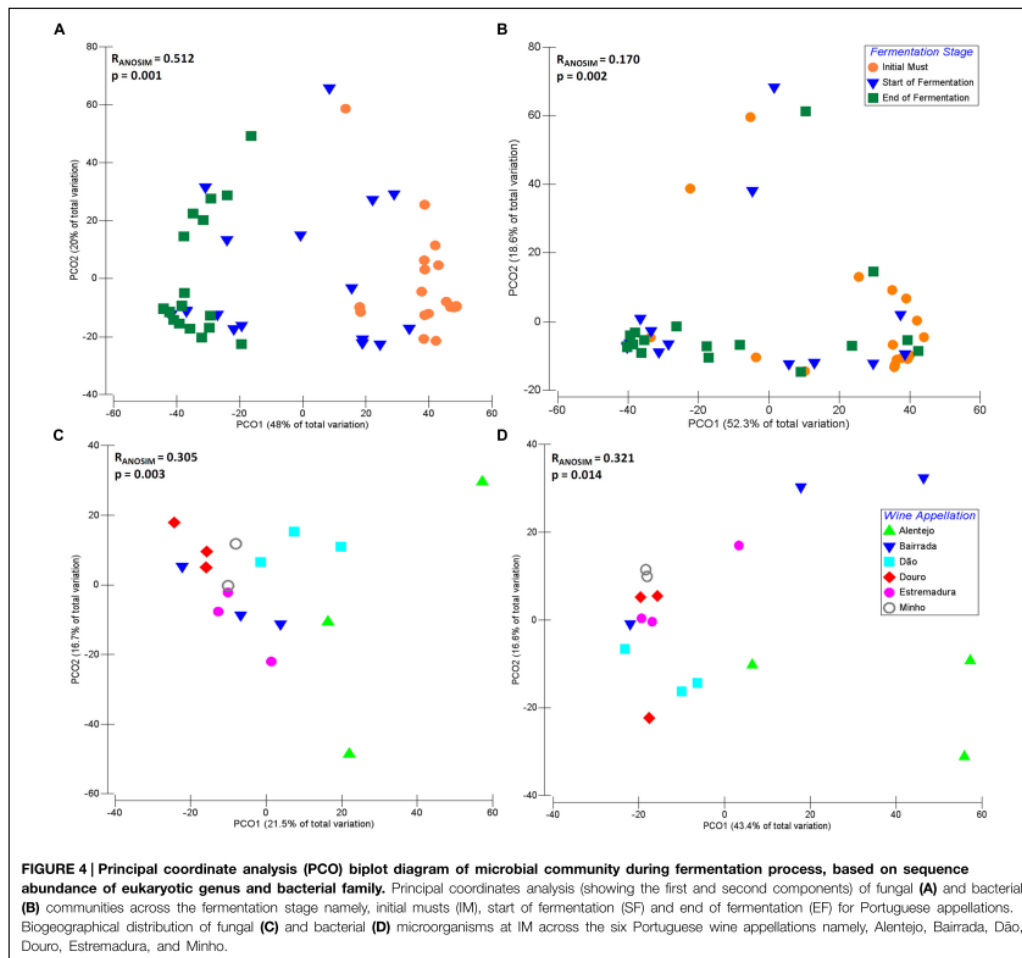 A
R_ANOSIM = 0.512
p = 0.001
80
60
40
20
0
-20
-40
PCO2 (20% of total variation)
-60 -40 -20 0 20 40 60
PCO1 (48% of total variation)
B
R_ANOSIM = 0.170
p = 0.002
Fermentation Stage
Initial Must
Start of Fermentation
End of Fermentation
80
60
40
20
0
-20
PCO2 (18.6% of total variation)
-60 -40 -20 0 20 40 60
PCO1 (52.3% of total variation)
C
R_ANOSIM = 0.305
p = 0.003
40
20
0
-20
-40
-60
PCO2 (16.7% of total variation)
-40 -20 0 20 40 60
PCO1 (21.5% of total variation)
D
R_ANOSIM = 0.321
p = 0.014
Wine Appellation
Alentejo
Bairrada
Dão
Douro
Estremadura
Minho
40
20
0
-20
-40
PCO2 (16.6% of total variation)
-40 -20 0 20 40 60
PCO1 (43.4% of total variation)
FIGURE 4 | Principal coordinate analysis (PCO) biplot diagram of microbial community during fermentation process, based on sequence
abundance of eukaryotic genus and bacterial family. Principal coordinates analysis (showing the first and second components) of fungal (A) and bacterial
(B) communities across the fermentation stage namely, initial musts (IM), start of fermentation (SF) and end of fermentation (EF) for Portuguese appellations.
Biogeographical distribution of fungal (C) and bacterial (D) microorganisms at IM across the six Portuguese wine appellations namely, Alentejo, Bairrada, Dão,
Douro, Estremadura, and Minho.